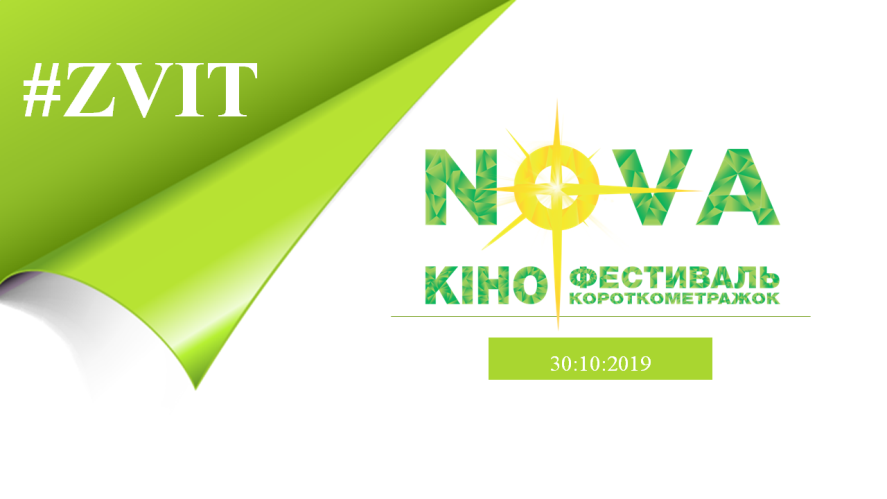 #ZVIT
NOVA
КІНО
ФЕСТИВАЛЬ
КОРОТКОМЕТРАЖОК
30:10:2019